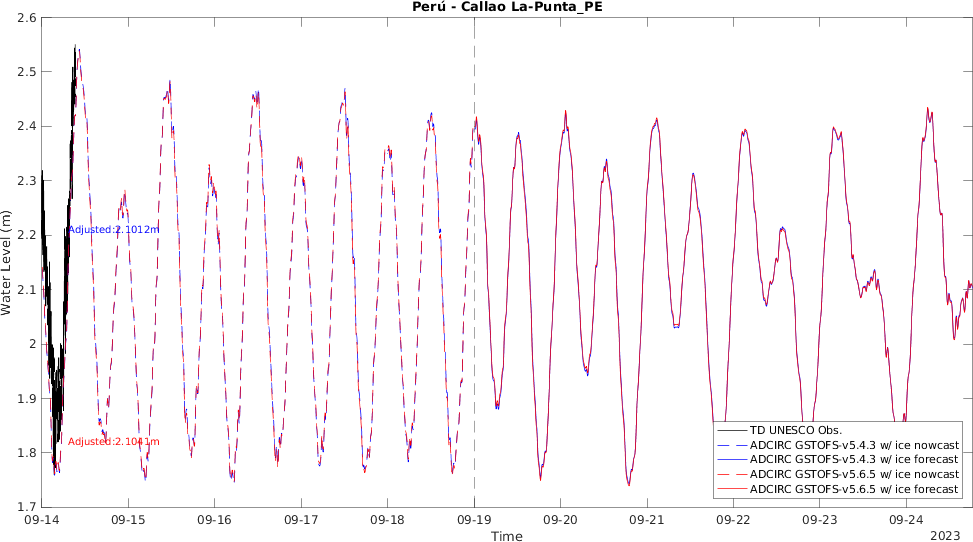 Perú - Callao La-Punta_PE
2.6
2.5
2.4
2.3
2.2
2.1
2
1.9
1.8
1.7
Water Level (m)
Adjusted:2.1012m
Adjusted:2.1041m
TD UNESCO Obs.
ADCIRC GSTOFS-v5.4.3 w/ ice nowcast
ADCIRC GSTOFS-v5.4.3 w/ ice forecast
ADCIRC GSTOFS-v5.6.5 w/ ice nowcast
ADCIRC GSTOFS-v5.6.5 w/ ice forecast
09-14 09-15 09-16 09-17 09-18 09-19 09-20 09-21 09-22 09-23 09-24
Time
2023